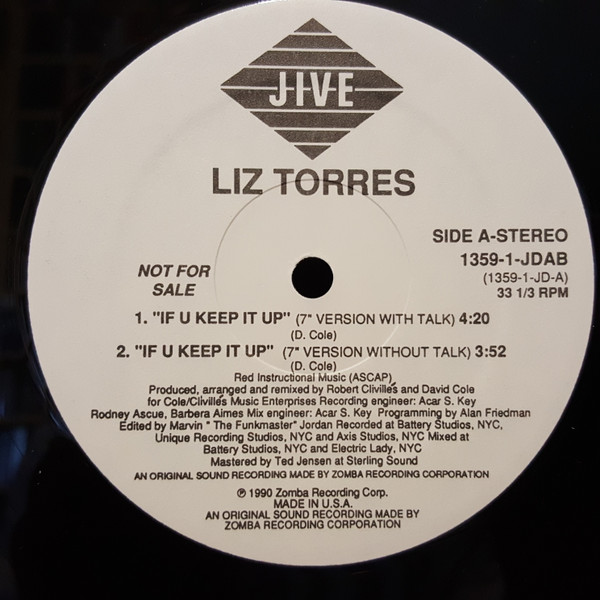 JIVE
LIZ TORRES
SIDE A-STEREO
1359-1-JDAB
(1359-1-JD-A)
33 1/3 RPM
NOT FOR
SALE
1. "IF U KEEP IT UP" (7" VERSION WITH TALK) 4:20
(D. Cole)
2. "IF U KEEP IT UP" (7" VERSION WITHOUT TALK) 3:52
(D. Cole)
Red Instructional Music (ASCAP)
Produced, arranged and remixed by Robert Clivillés and David Cole
for Cole/Clivillés Music Enterprises Recording engineer: Acar S. Key
Rodney Ascue, Barbera Aimes Mix engineer: Acar S. Key Programming by Alan Friedman
Edited by Marvin " The Funkmaster" Jordan Recorded at Battery Studios, NYC,
Unique Recording Studios, NYC and Axis Studios, NYC Mixed at
Battery Studios, NYC and Electric Lady, NYC
Mastered by Ted Jensen at Sterling Sound
AN ORIGINAL SOUND RECORDING MADE BY ZOMBA RECORDING CORPORATION
℗ 1990 Zomba Recording Corp.
MADE IN U.S.A.
AN ORIGINAL SOUND RECORDING MADE BY
ZOMBA RECORDING CORPORATION